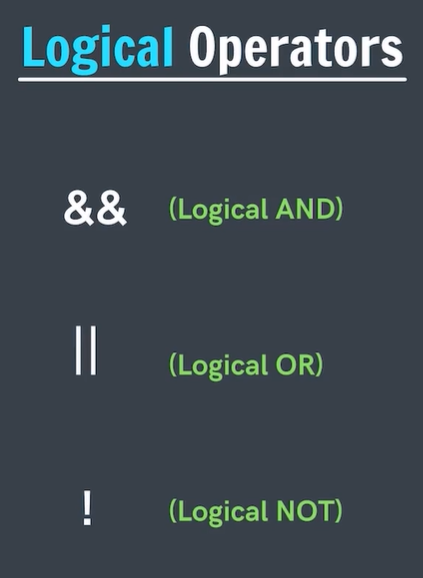 Logical Operators
&& (Logical AND)
|| (Logical OR)
! (Logical NOT)